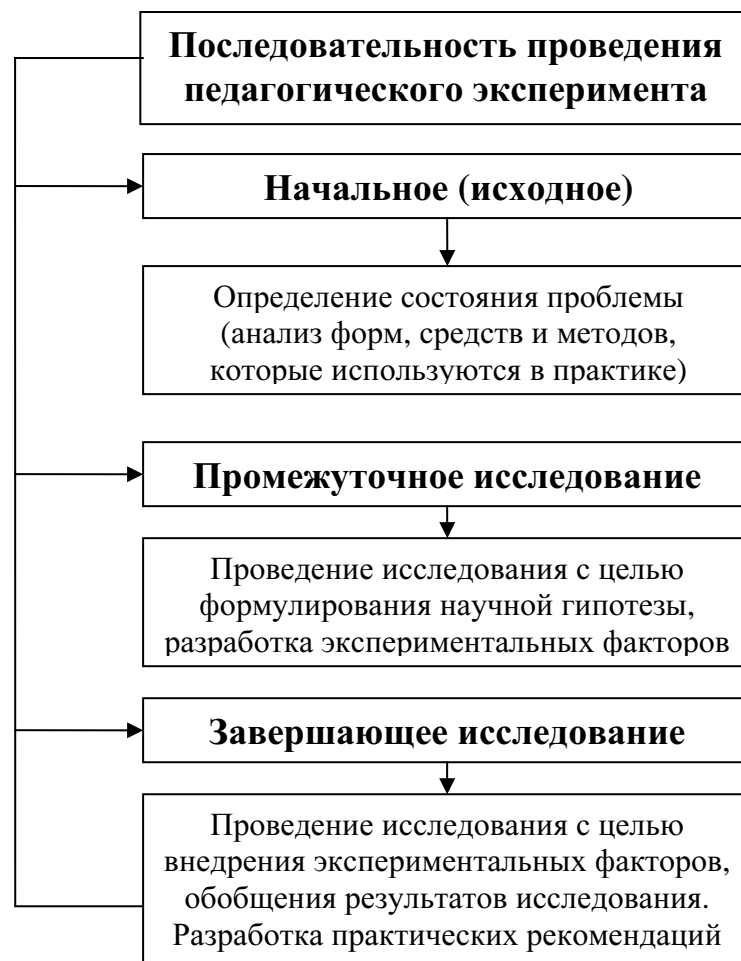 Последовательность проведения
педагогического эксперимента
Начальное (исходное)
Определение состояния проблемы
(анализ форм, средств и методов,
которые используются в практике)
Промежуточное исследование
Проведение исследования с целью
формулирования научной гипотезы,
разработка экспериментальных факторов
Завершающее исследование
Проведение исследования с целью
внедрения экспериментальных факторов,
обобщения результатов исследования.
Разработка практических рекомендаций